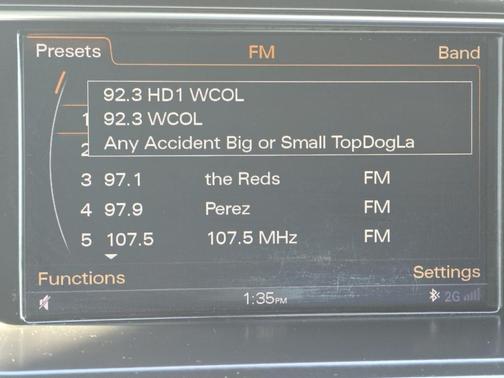 Presets FM Band
92.3 HD1 WCOL
1 92.3 WCOL
2 Any Accident Big or Small TopDogLa
3 97.1 the Reds FM
4 97.9 Perez FM
5 107.5 107.5 MHz FM
Functions Settings
1:35PM 2G